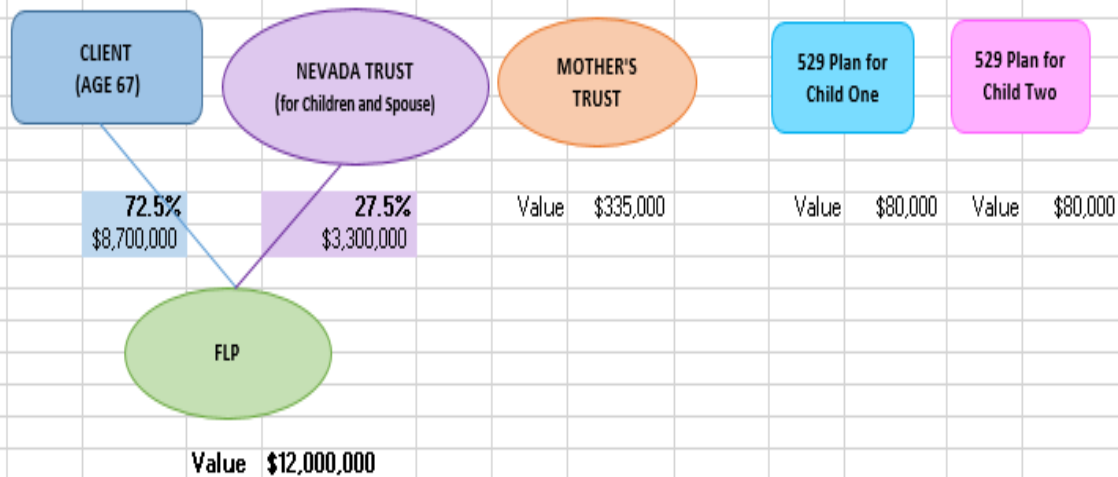 CLIENT
(AGE 67)
NEVADA TRUST
(for Children and Spouse)
MOTHER'S
TRUST
529 Plan for
Child One
529 Plan for
Child Two
72.5%
$8,700,000
27.5%
$3,300,000
Value $335,000
Value $80,000
Value $80,000
FLP
Value $12,000,000